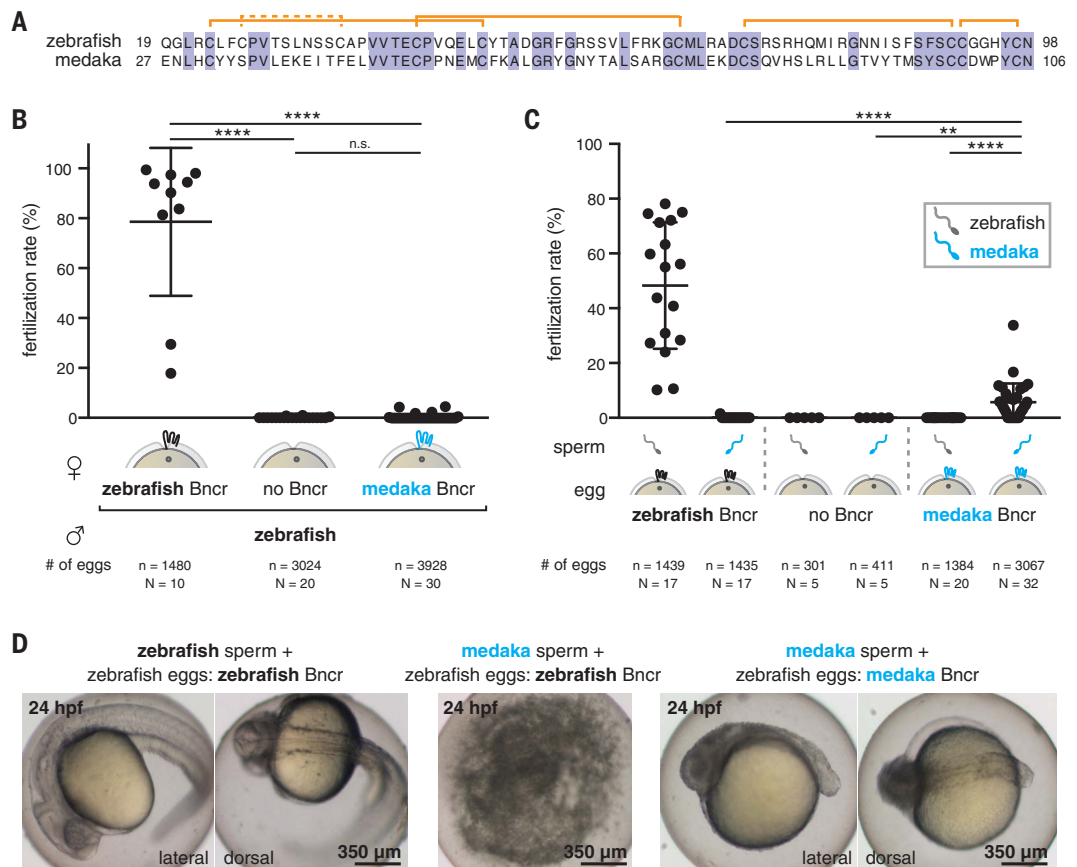 A
zebrafish 19 QGLRCLFCPVTSLNSSCAPVVTECPVQELCYTADGRFGRSSVLFRKGCMLRADCSRSRHQMIRGNNISFSFSCCGGHYCN 98
medaka 27 ENLHCYYSPVLEKEITFELVVTECPPNEMCFKALGRYGNYTALSARGCMLEKDCSQVHSLRLLGTVYTMSYSCCDWPYCN 106
B
****
****
n.s.
fertilization rate (%)
100
80
60
40
20
0
♀
zebrafish Bncr
no Bncr
medaka Bncr
♂
zebrafish
# of eggs
n = 1480
n = 3024
n = 3928
N = 10
N = 20
N = 30
C
****
**
****
fertilization rate (%)
100
80
60
40
20
0
zebrafish
medaka
sperm
egg
zebrafish Bncr
no Bncr
medaka Bncr
# of eggs
n = 1439
n = 1435
n = 301
n = 411
n = 1384
n = 3067
N = 17
N = 17
N = 5
N = 5
N = 20
N = 32
D
zebrafish sperm +
zebrafish eggs: zebrafish Bncr
medaka sperm +
zebrafish eggs: zebrafish Bncr
medaka sperm +
zebrafish eggs: medaka Bncr
24 hpf
lateral
dorsal
350 µm
24 hpf
350 µm
24 hpf
lateral
dorsal
350 µm